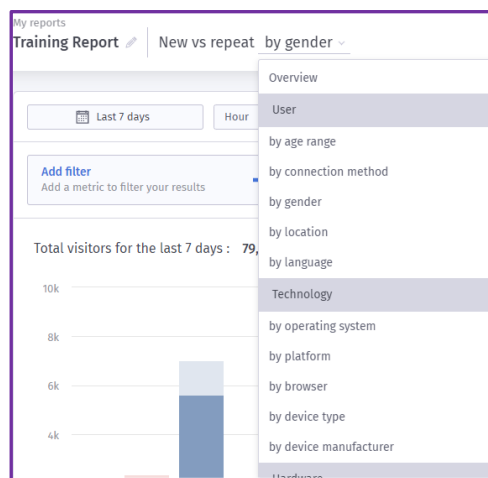 My reports
Training Report New vs repeat by gender
Overview
User
by age range
by connection method
by gender
by location
by language
Technology
by operating system
by platform
by browser
by device type
by device manufacturer
Hardware
Last 7 days Hour
Add filter
Add a metric to filter your results
Total visitors for the last 7 days : 79,
10k
8k
6k
4k